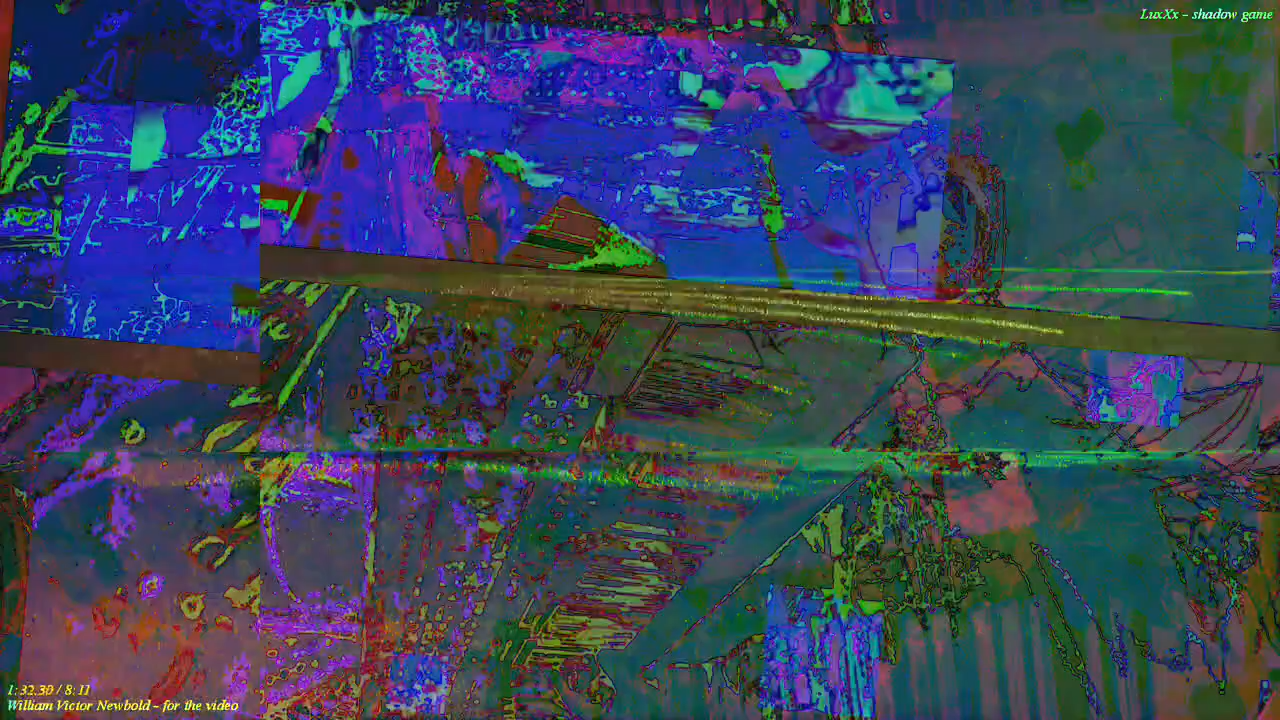 LuxXx - shadow game
1:32.30 / 8:11
William Victor Newbold - for the video